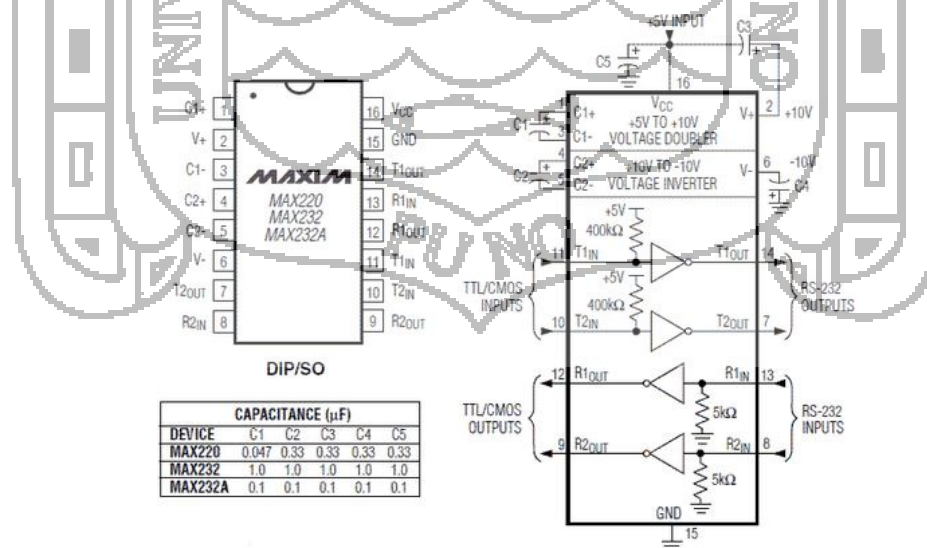 C1+ 1
V+ 2
C1- 3
C2+ 4
C2- 5
V- 6
T2OUT 7
R2IN 8
16 VCC
15 GND
14 T1OUT
13 R1IN
12 R1OUT
11 T1IN
10 T2IN
9 R2OUT
MAXIM
MAX220
MAX232
MAX232A
DIP/SO
CAPACITANCE (µF)
DEVICE C1 C2 C3 C4 C5
MAX220 0.047 0.33 0.33 0.33 0.33
MAX232 1.0 1.0 1.0 1.0 1.0
MAX232A 0.1 0.1 0.1 0.1 0.1
+5V INPUT
C3
C5
16
1
C1+
VCC
V+ 2 +10V
C1
3
C1-
+5V TO +10V
VOLTAGE DOUBLER
4
C2+
C2
5
C2-
+10V TO -10V
VOLTAGE INVERTER
V- 6 -10V
C4
+5V
400kΩ
11 T1IN
T1OUT 14
+5V
400kΩ
TTL/CMOS
INPUTS
RS-232
OUTPUTS
10 T2IN
T2OUT 7
12 R1OUT
R1IN 13
5kΩ
TTL/CMOS
OUTPUTS
RS-232
INPUTS
9 R2OUT
R2IN 8
5kΩ
GND
15
PUNO